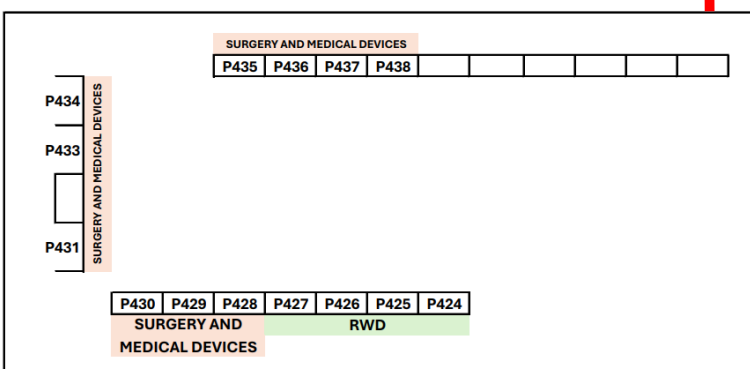 SURGERY AND MEDICAL DEVICES
P435 P436 P437 P438
P434
P433
P431
SURGERY AND MEDICAL DEVICES
P430 P429 P428 P427 P426 P425 P424
SURGERY AND
MEDICAL DEVICES
RWD